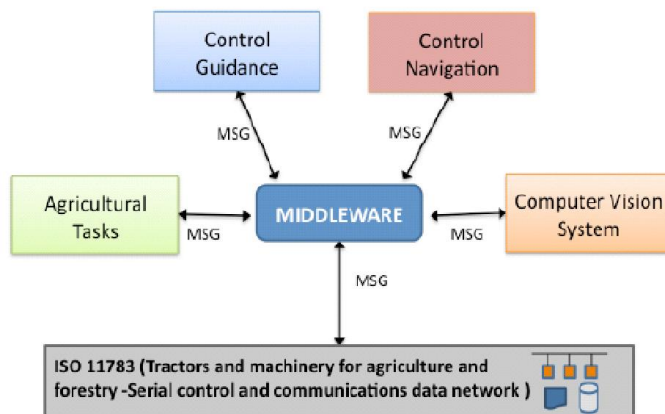 Control
Guidance
Control
Navigation
MSG
MSG
Agricultural
Tasks
MIDDLEWARE
Computer Vision
System
MSG
MSG
MSG
ISO 11783 (Tractors and machinery for agriculture and
forestry -Serial control and communications data network )